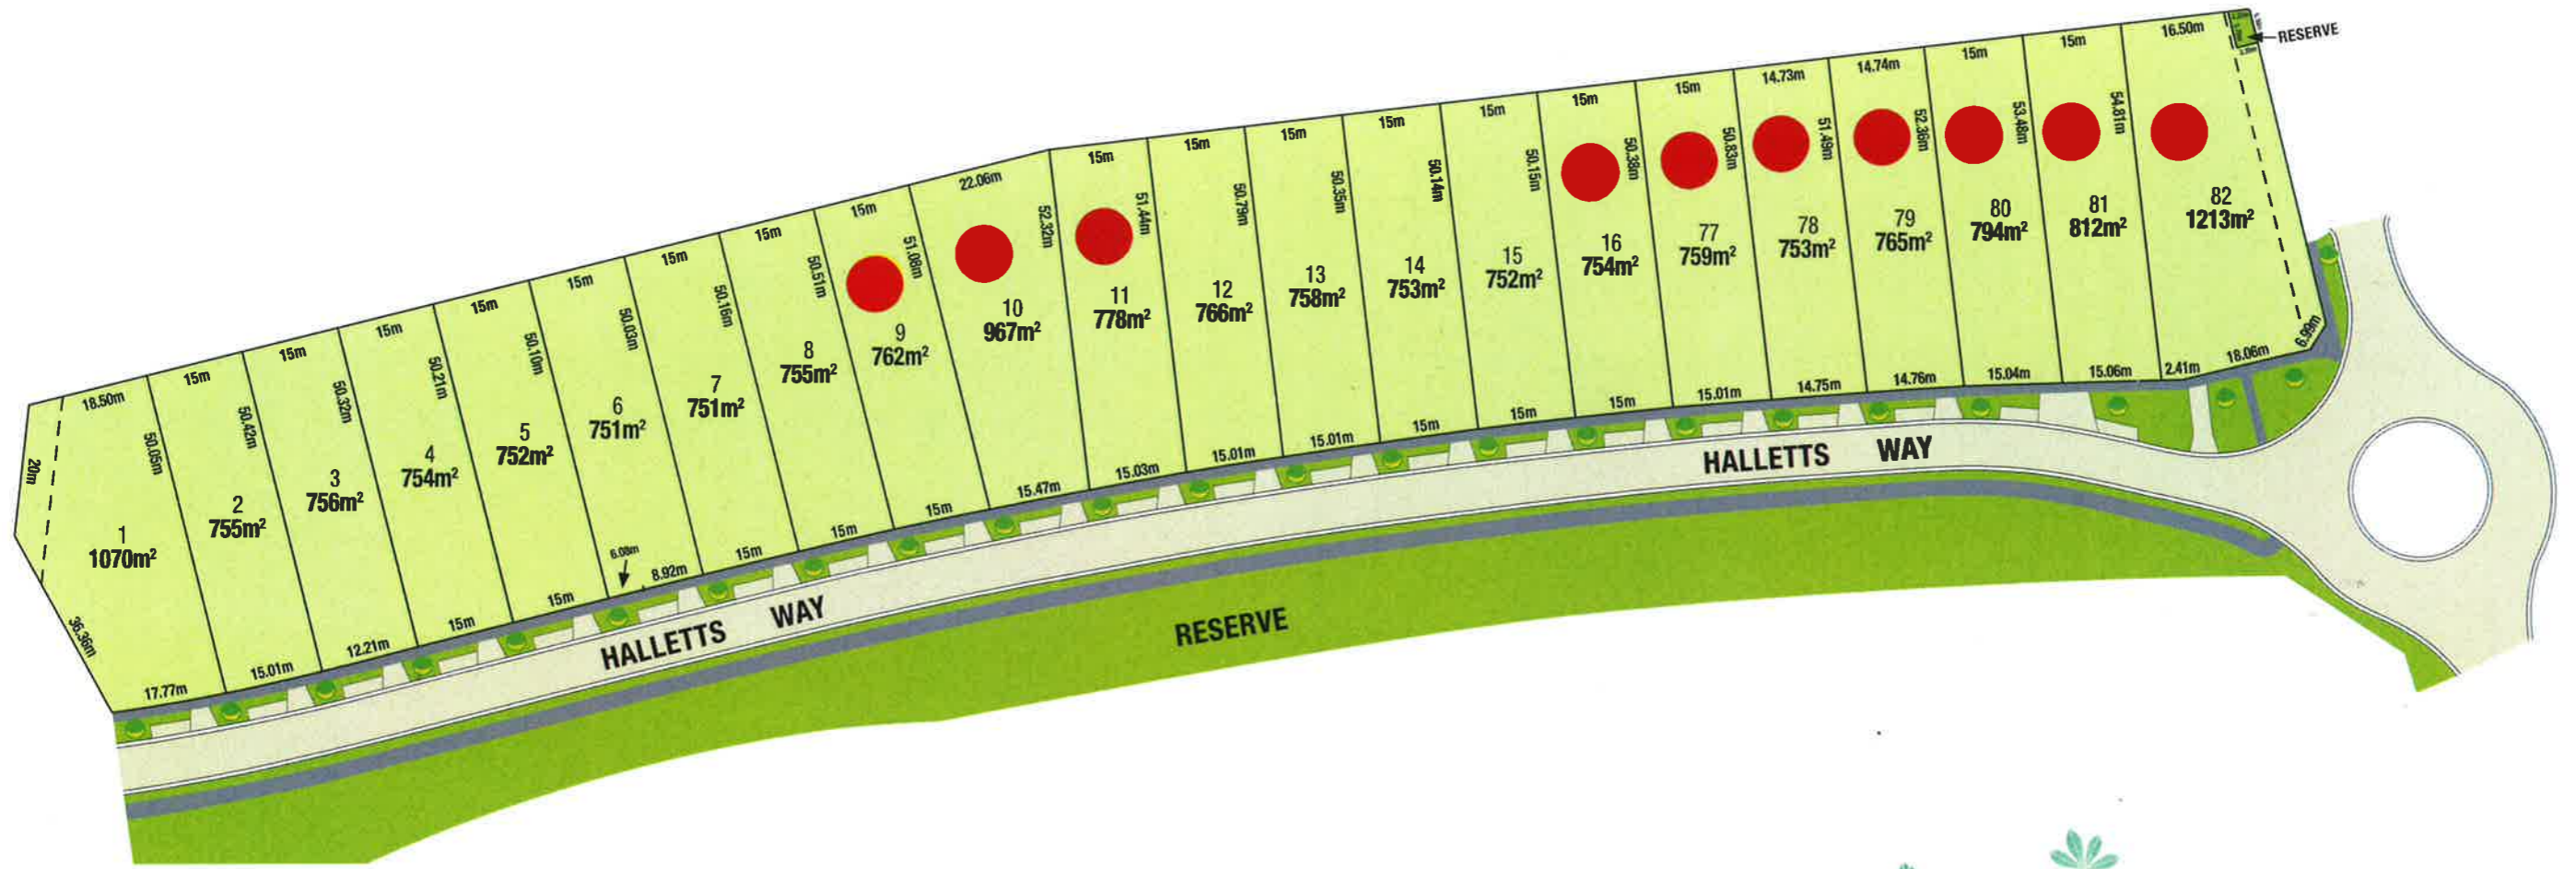 16.50m
RESERVE
15m
15m
14.74m
14.73m
15m
15m
15m
15m
15m
15m
15m
22.06m
15m
15m
15m
15m
15m
15m
15m
15m
18.50m
20m
36.36m
50.05m
50.42m
50.32m
50.21m
50.10m
50.03m
50.16m
50.51m
51.08m
52.32m
51.44m
50.79m
50.35m
50.14m
50.15m
50.38m
50.83m
51.49m
52.36m
53.48m
54.81m
6.99m
1
1070m²
2
755m²
3
756m²
4
754m²
5
752m²
6
751m²
7
751m²
8
755m²
9
762m²
10
967m²
11
778m²
12
766m²
13
758m²
14
753m²
15
752m²
16
754m²
77
759m²
78
753m²
79
765m²
80
794m²
81
812m²
82
1213m²
17.77m
15.01m
12.21m
15m
15m
6.08m
8.92m
15m
15m
15m
15.47m
15.03m
15.01m
15.01m
15m
15m
15m
15.01m
14.75m
14.76m
15.04m
15.06m
2.41m
18.06m
HALLETTS WAY
HALLETTS WAY
RESERVE